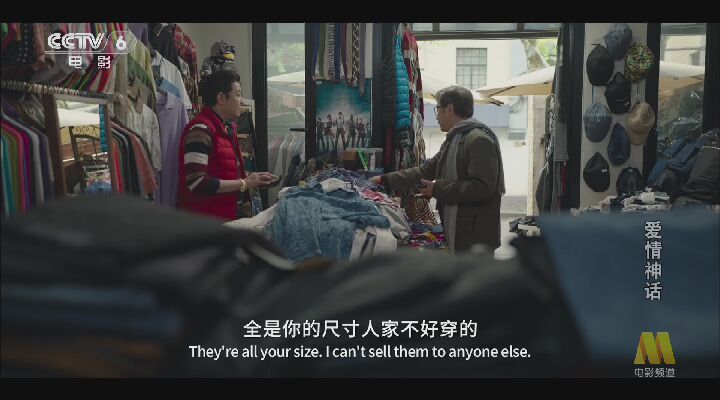 CCTV 6
电影
爱情神话
全是你的尺寸人家不好穿的
They're all your size. I can't sell them to anyone else.
电影频道